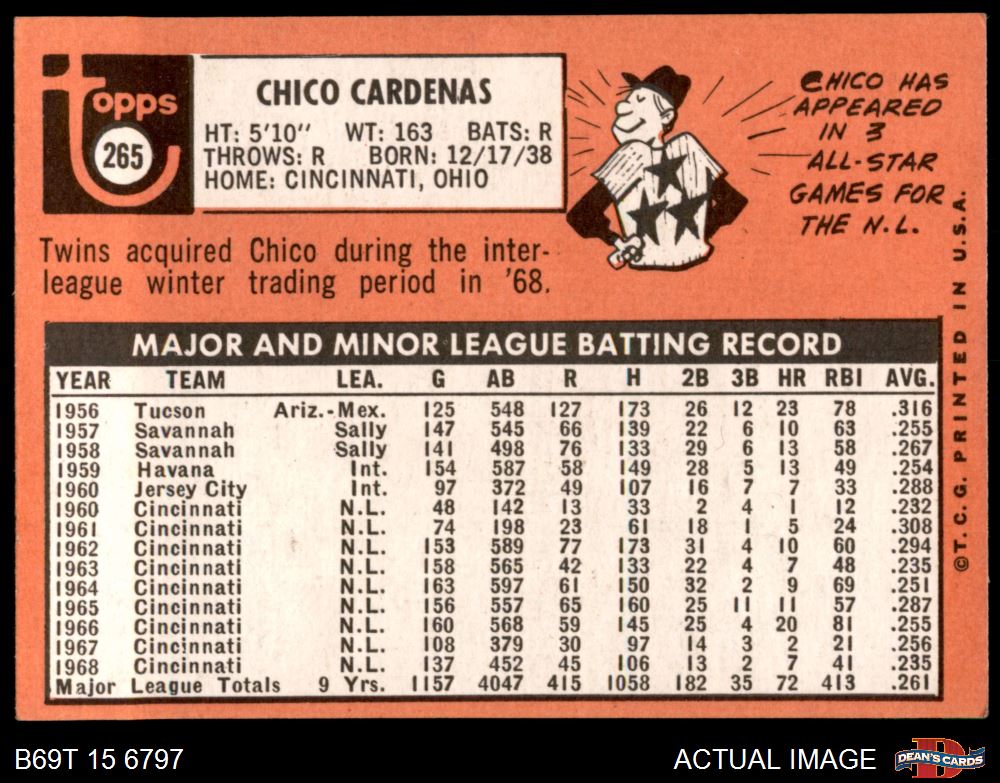 Topps
265
CHICO CARDENAS
HT: 5'10" WT: 163 BATS: R
THROWS: R BORN: 12/17/38
HOME: CINCINNATI, OHIO
CHICO HAS
APPEARED
IN 3
ALL-STAR
GAMES FOR
THE N.L.
Twins acquired Chico during the inter-
league winter trading period in '68.
MAJOR AND MINOR LEAGUE BATTING RECORD
YEAR TEAM LEA. G AB R H 2B 3B HR RBI AVG.
1956 Tucson Ariz.-Mex. 125 548 127 173 26 12 23 78 .316
1957 Savannah Sally 147 545 66 139 22 6 10 63 .255
1958 Savannah Sally 141 498 76 133 29 6 13 58 .267
1959 Havana Int. 154 587 58 149 28 5 13 49 .254
1960 Jersey City Int. 97 372 49 107 16 7 7 33 .288
1960 Cincinnati N.L. 48 142 13 33 2 4 1 12 .232
1961 Cincinnati N.L. 74 198 23 61 18 1 5 24 .308
1962 Cincinnati N.L. 153 589 77 173 31 4 10 60 .294
1963 Cincinnati N.L. 158 565 42 133 22 4 7 48 .235
1964 Cincinnati N.L. 163 597 61 150 32 2 9 69 .251
1965 Cincinnati N.L. 156 557 65 160 25 11 11 57 .287
1966 Cincinnati N.L. 160 568 59 145 25 4 20 81 .255
1967 Cincinnati N.L. 108 379 30 97 14 3 2 21 .256
1968 Cincinnati N.L. 137 452 45 106 13 2 7 41 .235
Major League Totals 9 Yrs. 1157 4047 415 1058 182 35 72 413 .261
©T.C.G. PRINTED IN U.S.A.
B69T 15 6797
ACTUAL IMAGE
D
DEAN'S CARDS